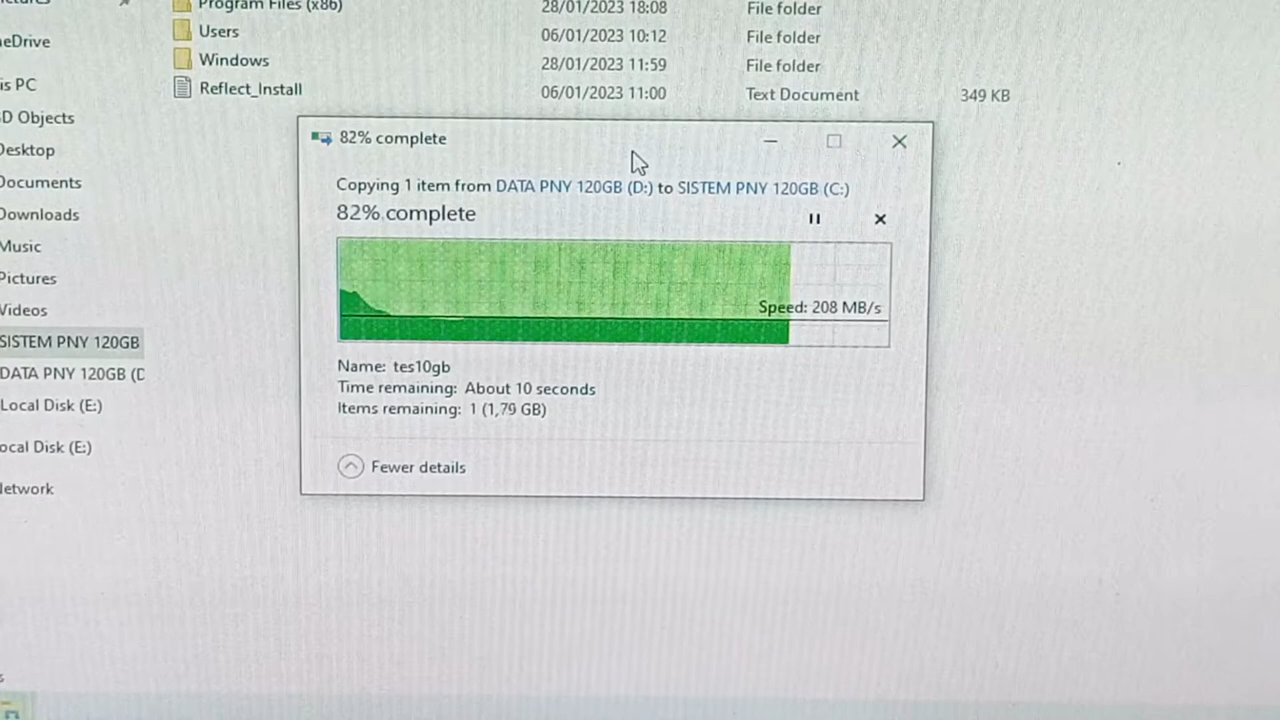 Program Files (x86) 28/01/2023 18:08 File folder
Users 06/01/2023 10:12 File folder
Windows 28/01/2023 11:59 File folder
Reflect_Install 06/01/2023 11:00 Text Document 349 KB
eDrive
is PC
D Objects
Desktop
Documents
Downloads
Music
Pictures
Videos
SISTEM PNY 120GB
DATA PNY 120GB (D
Local Disk (E:)
ocal Disk (E:)
Network
82% complete
Copying 1 item from DATA PNY 120GB (D:) to SISTEM PNY 120GB (C:)
82% complete
Speed: 208 MB/s
Name: tes10gb
Time remaining: About 10 seconds
Items remaining: 1 (1,79 GB)
Fewer details